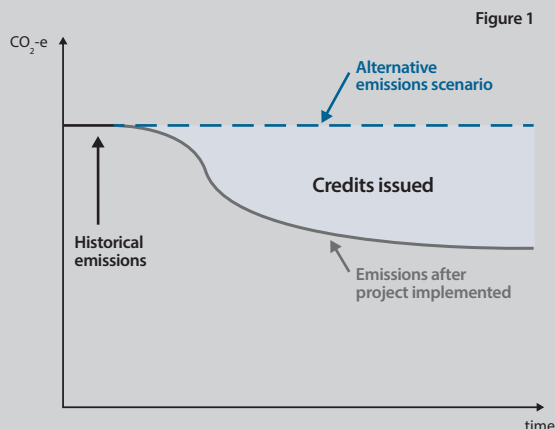 Figure 1
CO₂-e
Alternative
emissions scenario
Credits issued
Historical
emissions
Emissions after
project implemented
time